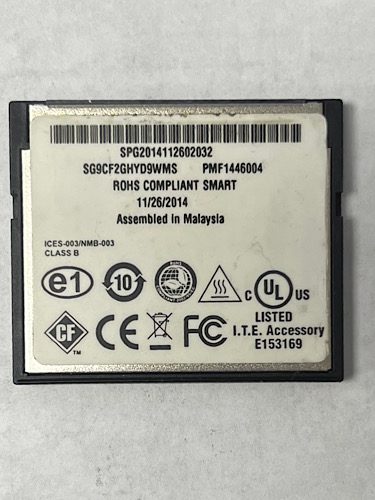 SPG2014112602032
SG9CF2GHYD9WMS PMF1446004
ROHS COMPLIANT SMART
11/26/2014
Assembled in Malaysia
ICES-003/NMB-003
CLASS B
e1 10 C UL US
LISTED
CF TM CE FC I.T.E. Accessory
E153169